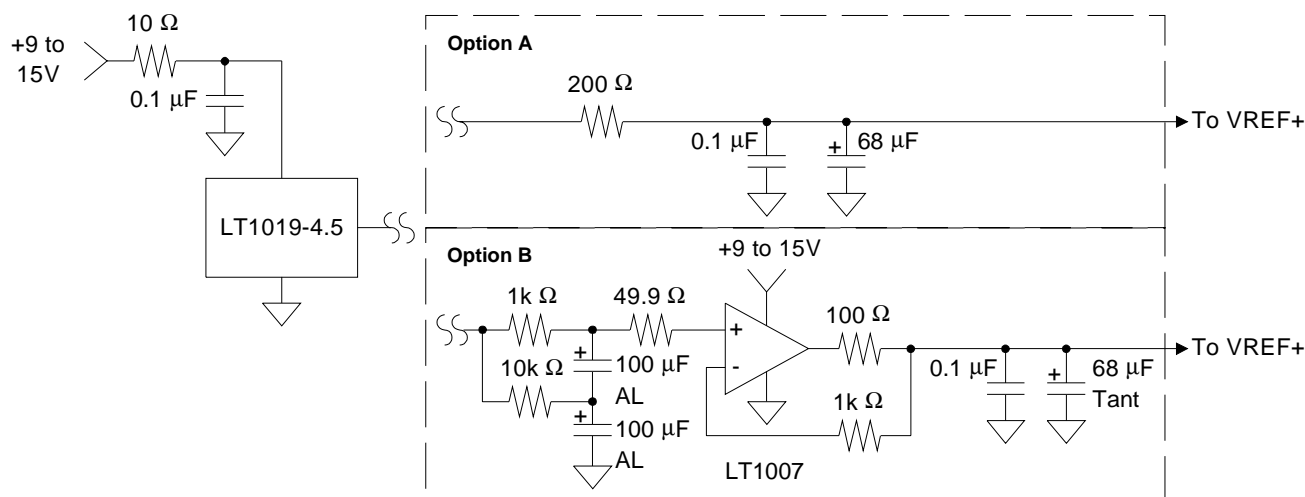 +9 to
15V
10 Ω
0.1 µF
LT1019-4.5
Option A
200 Ω
0.1 µF
+
68 µF
To VREF+
Option B
+9 to 15V
1k Ω
49.9 Ω
+
-
100 Ω
To VREF+
10k Ω
+
100 µF
AL
+
100 µF
AL
1k Ω
LT1007
0.1 µF
+
68 µF
Tant